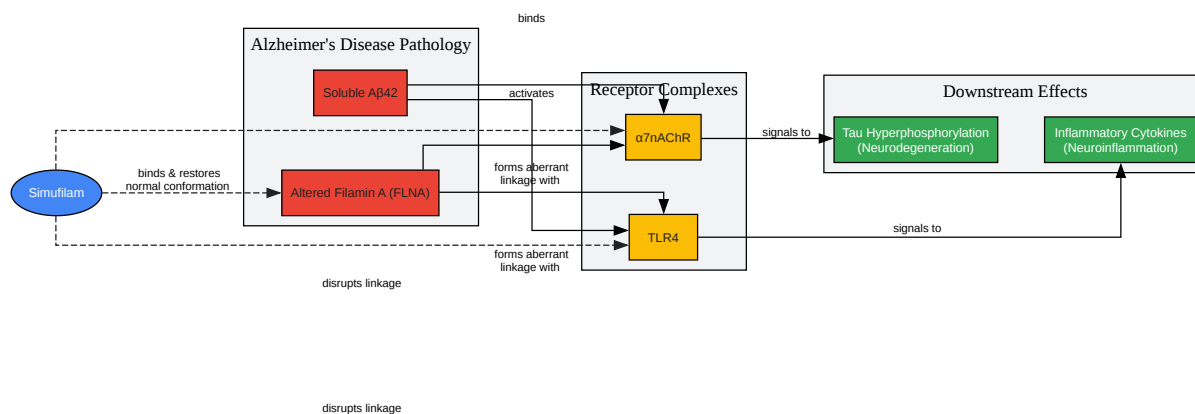 binds
Alzheimer's Disease Pathology
Soluble Aβ42
activates
Receptor Complexes
Downstream Effects
α7nAChR
signals to
Tau Hyperphosphorylation
(Neurodegeneration)
Inflammatory Cytokines
(Neuroinflammation)
Simufilam
binds & restores
normal conformation
Altered Filamin A (FLNA)
forms aberrant
linkage with
TLR4
signals to
forms aberrant
linkage with
disrupts linkage
disrupts linkage